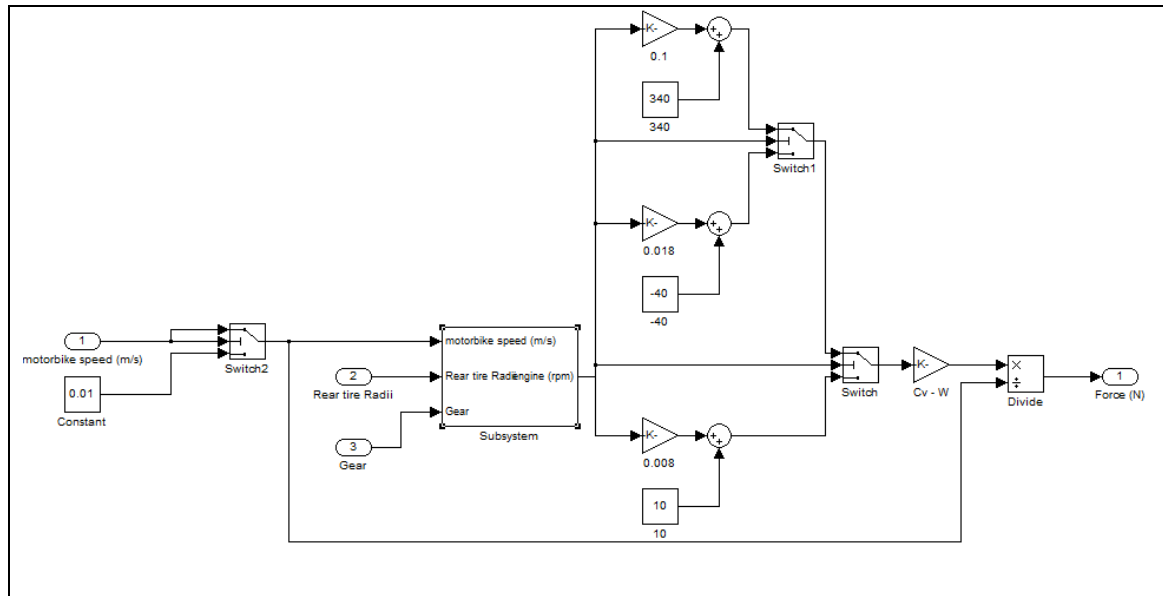 -K-
0.1
340
340
Switch1
-K-
0.018
-40
-40
1
motorbike speed (m/s)
Switch2
0.01
Constant
motorbike speed (m/s)
Rear tire Radii
engine (rpm)
Gear
Subsystem
2
Rear tire Radii
3
Gear
Switch
-K-
Cv - W
×
÷
Divide
1
Force (N)
-K-
0.008
10
10